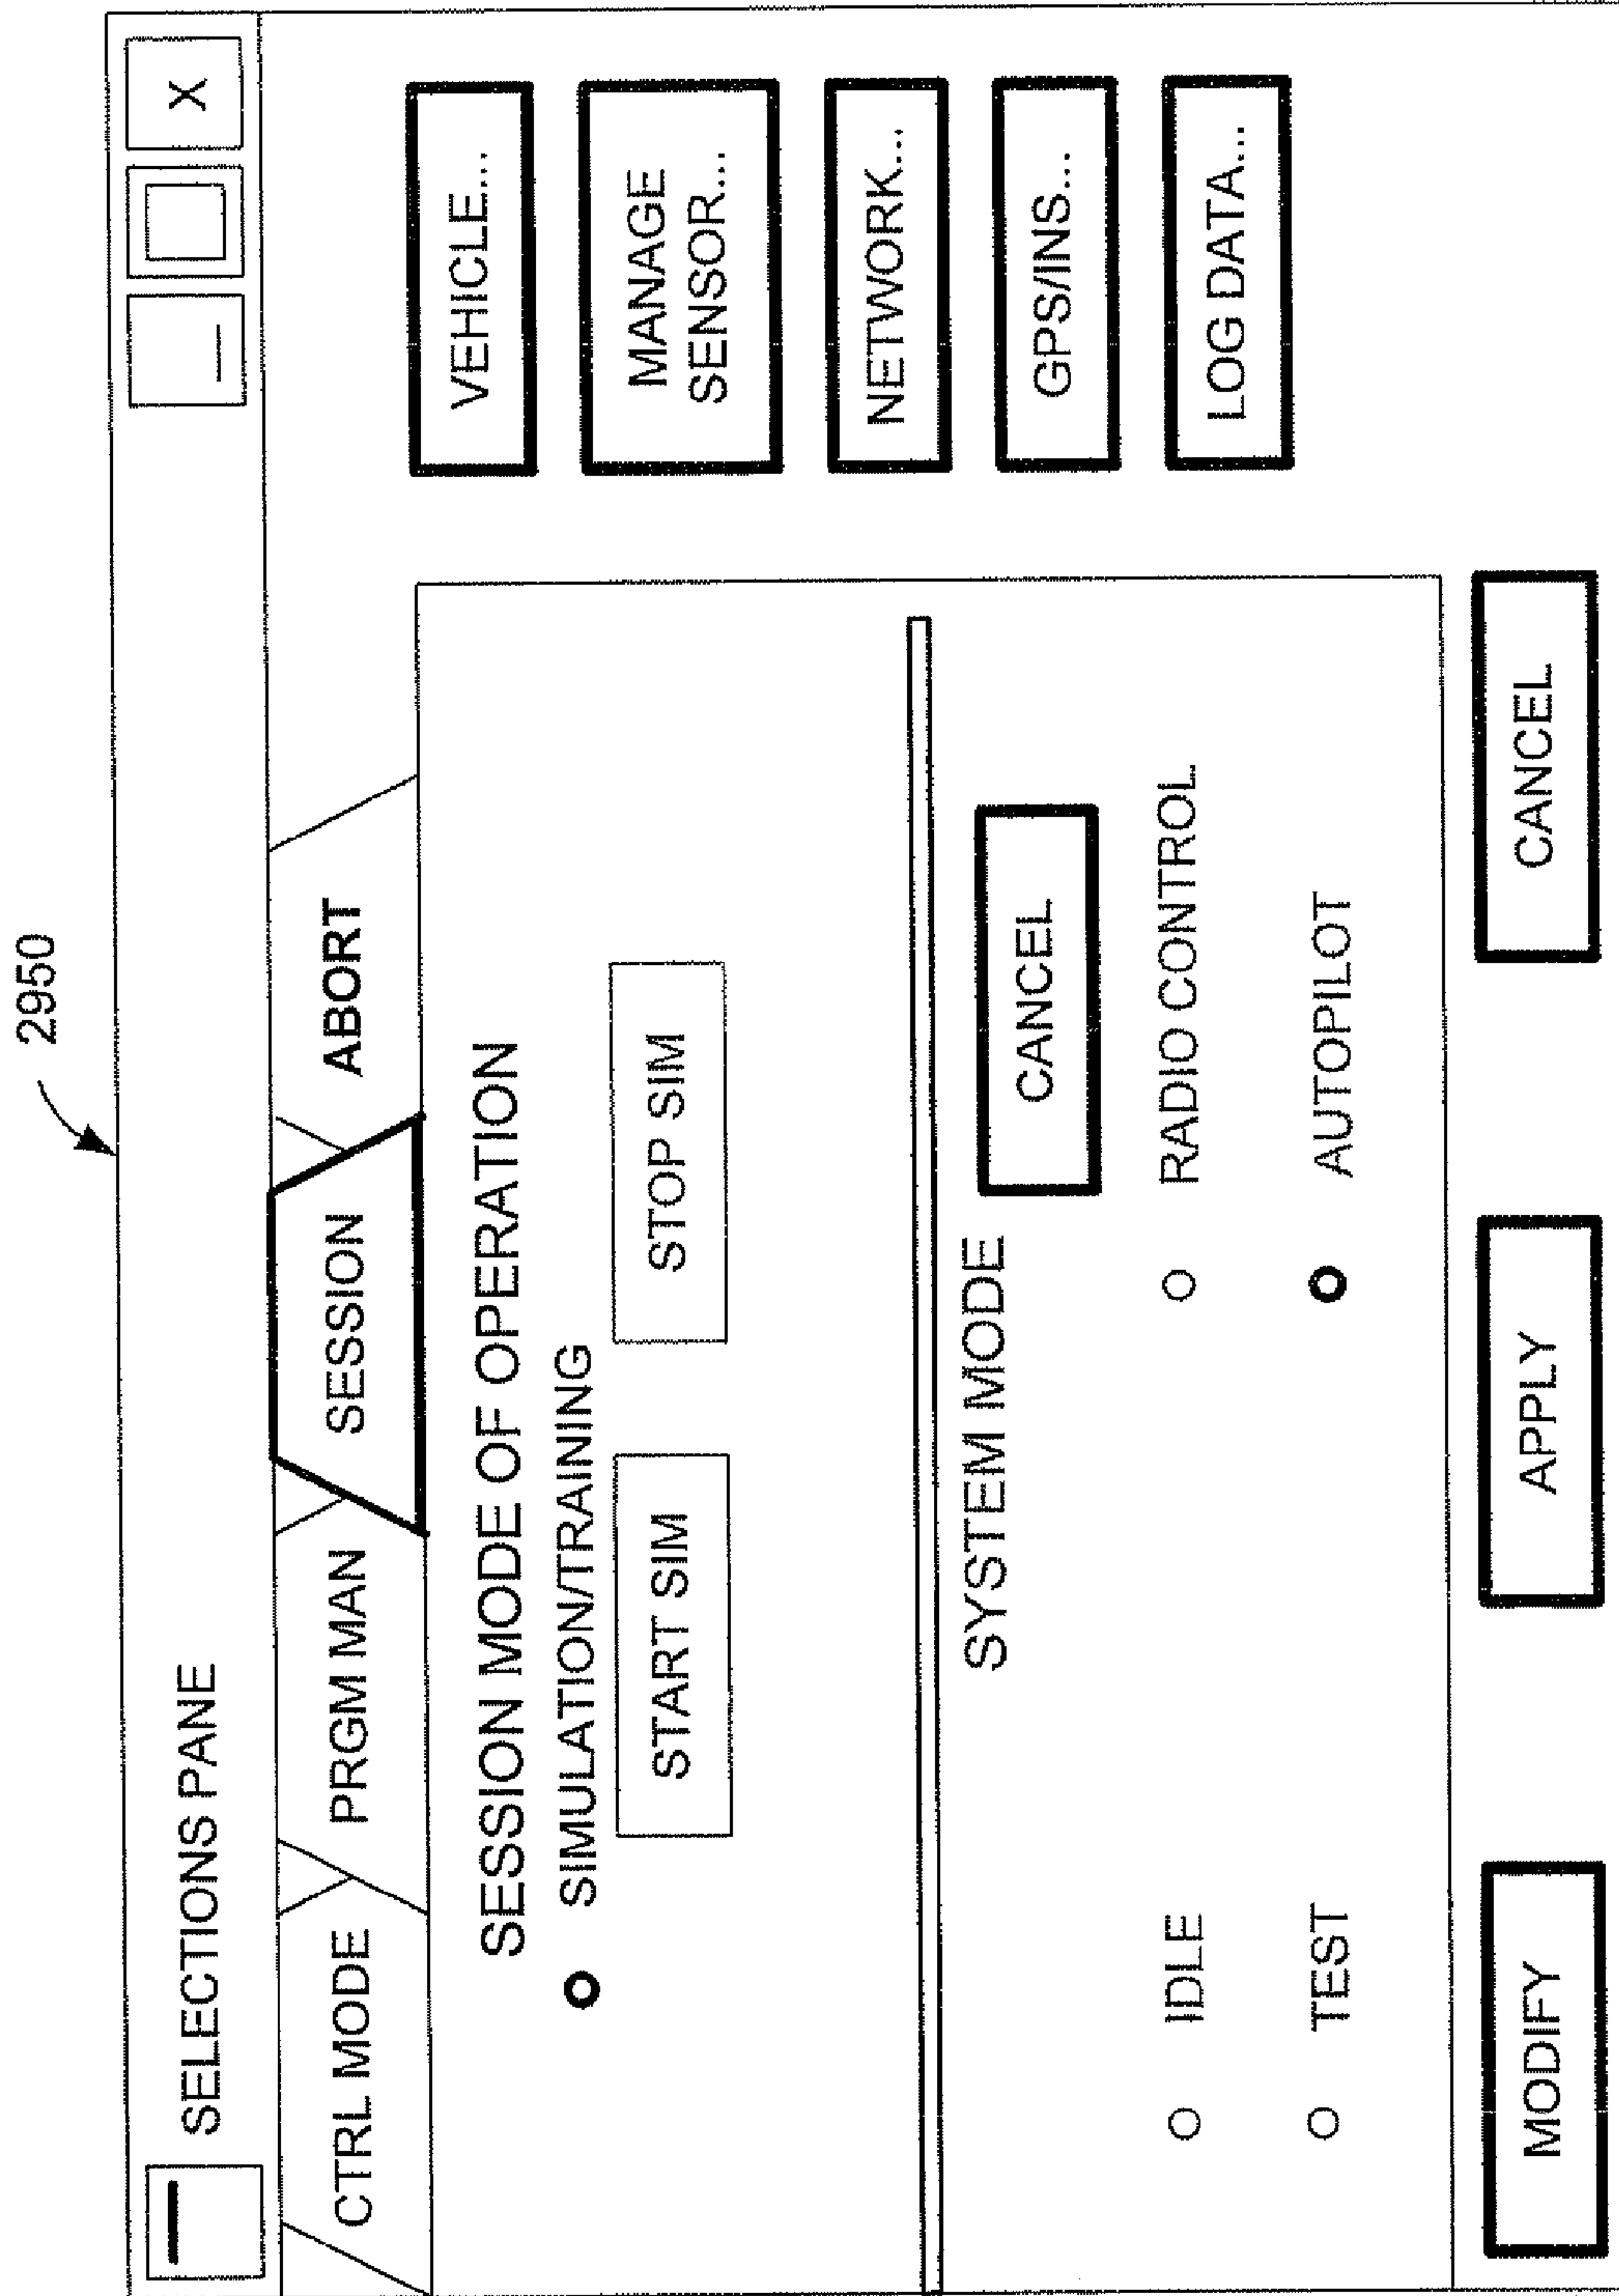 2950
SELECTIONS PANE
X
CTRL MODE
PRGM MAN
SESSION
ABORT
SESSION MODE OF OPERATION
SIMULATION/TRAINING
START SIM
STOP SIM
SYSTEM MODE
CANCEL
IDLE
RADIO CONTROL
TEST
AUTOPILOT
VEHICLE...
MANAGE
SENSOR...
NETWORK...
GPS/INS...
LOG DATA...
MODIFY
APPLY
CANCEL